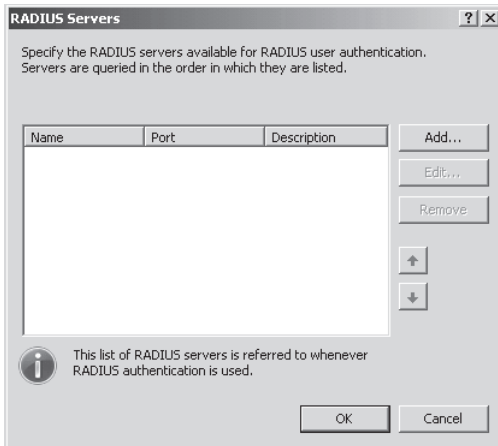 RADIUS Servers
Specify the RADIUS servers available for RADIUS user authentication.
Servers are queried in the order in which they are listed.
Name Port Description
Add...
Edit...
Remove
This list of RADIUS servers is referred to whenever
RADIUS authentication is used.
OK Cancel